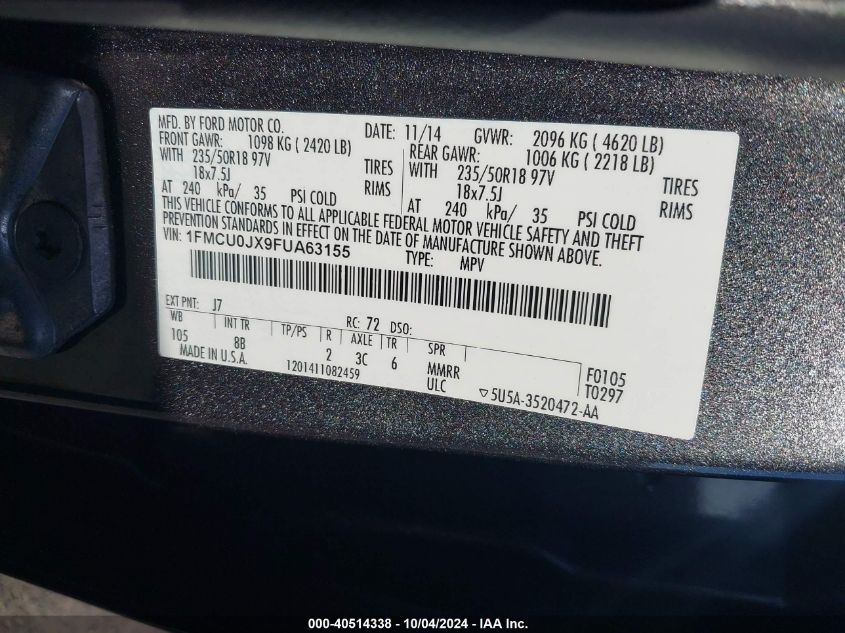 MFD. BY FORD MOTOR CO.
DATE: 11/14 GVWR: 2096 KG ( 4620 LB)
FRONT GAWR: 1098 KG ( 2420 LB)
REAR GAWR: 1006 KG ( 2218 LB)
WITH 235/50R18 97V TIRES
WITH 235/50R18 97V TIRES
18x7.5J RIMS
18x7.5J RIMS
AT 240 kPa/ 35 PSI COLD
AT 240 kPa/ 35 PSI COLD
THIS VEHICLE CONFORMS TO ALL APPLICABLE FEDERAL MOTOR VEHICLE SAFETY AND THEFT
PREVENTION STANDARDS IN EFFECT ON THE DATE OF MANUFACTURE SHOWN ABOVE.
VIN: 1FMCU0JX9FUA63155 TYPE: MPV
EXT PNT: J7 RC: 72 DSO:
WB INT TR TP/PS R AXLE TR SPR
105 8B 2 3C 6 MMRR F0105
MADE IN U.S.A. 1201411082459 ULC T0297
▽5U5A-3520472-AA
000-40514338 - 10/04/2024 - IAA Inc.